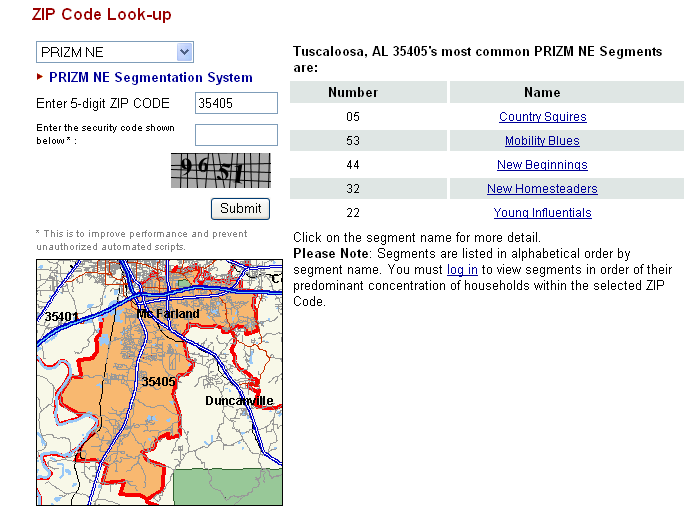 ZIP Code Look-up
PRIZM NE
PRIZM NE Segmentation System
Enter 5-digit ZIP CODE 35405
Enter the security code shown
below * :
9651
Submit
* This is to improve performance and prevent
unauthorized automated scripts.
35401
Mc Farland
35405
Duncanville
Tuscaloosa, AL 35405's most common PRIZM NE Segments
are:
Number Name
05 Country Squires
53 Mobility Blues
44 New Beginnings
32 New Homesteaders
22 Young Influentials
Click on the segment name for more detail.
Please Note: Segments are listed in alphabetical order by
segment name. You must log in to view segments in order of their
predominant concentration of households within the selected ZIP
Code.